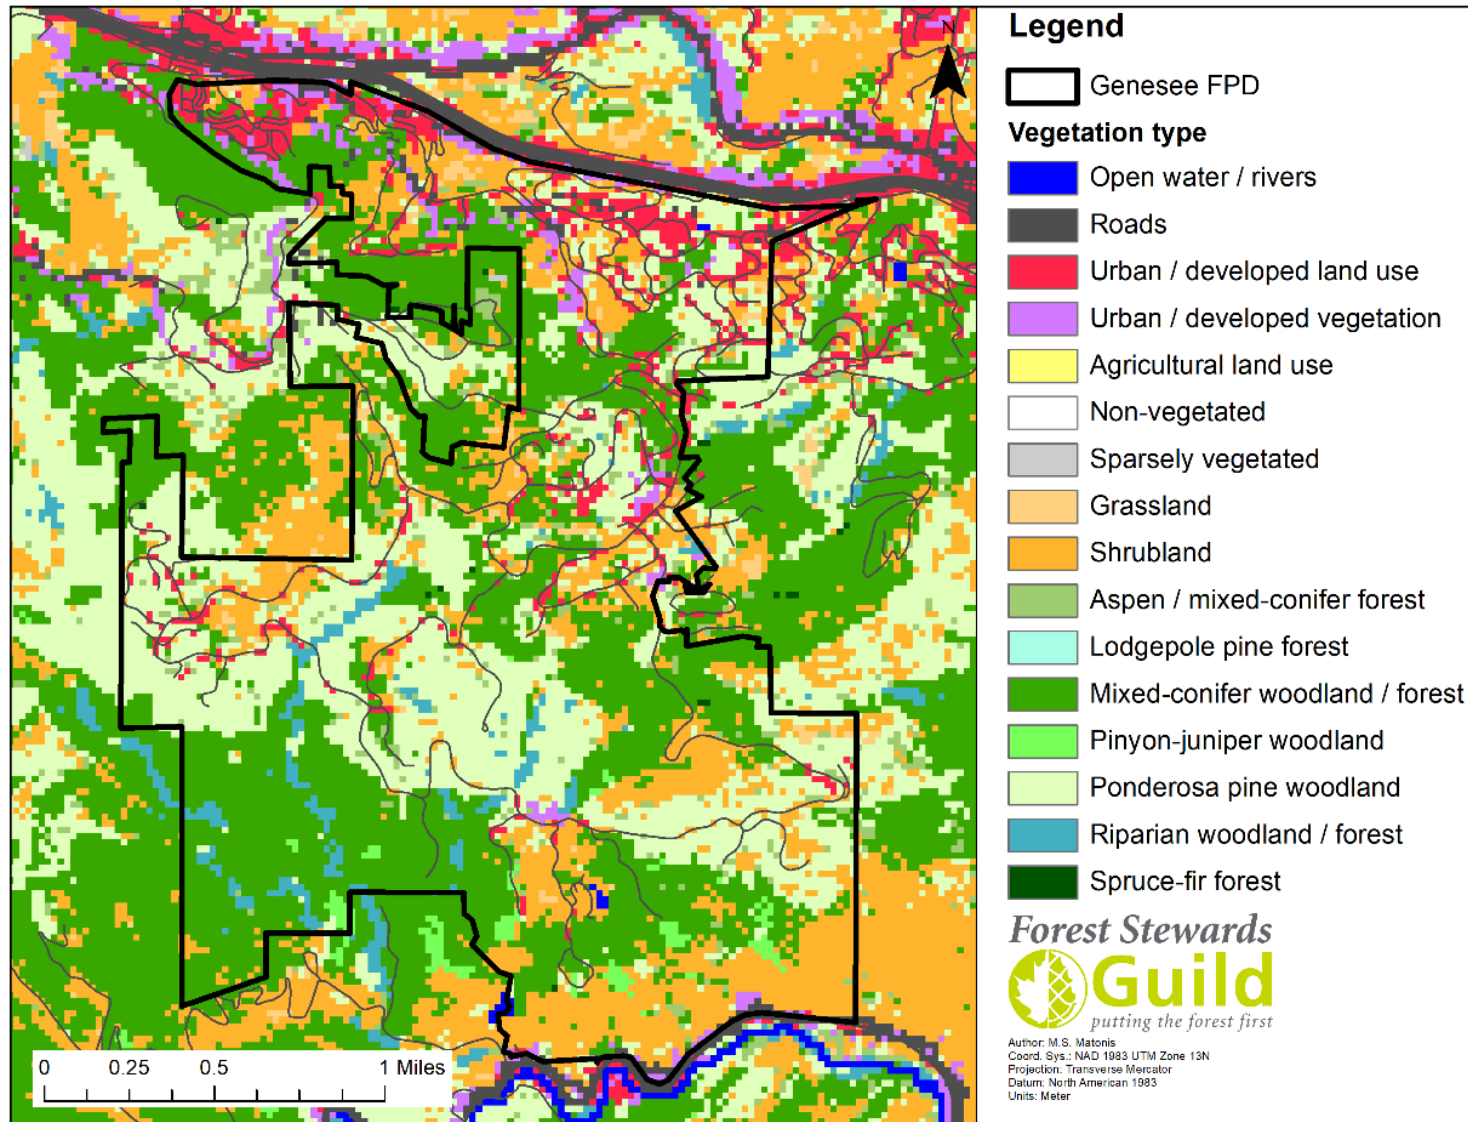 N
Legend
Genesee FPD
Vegetation type
Open water / rivers
Roads
Urban / developed land use
Urban / developed vegetation
Agricultural land use
Non-vegetated
Sparsely vegetated
Grassland
Shrubland
Aspen / mixed-conifer forest
Lodgepole pine forest
Mixed-conifer woodland / forest
Pinyon-juniper woodland
Ponderosa pine woodland
Riparian woodland / forest
Spruce-fir forest
Forest Stewards
Guild
putting the forest first
Author: M.S. Matonis
Coord. Sys.: NAD 1983 UTM Zone 13N
Projection: Transverse Mercator
Datum: North American 1983
Units: Meter
0 0.25 0.5 1 Miles